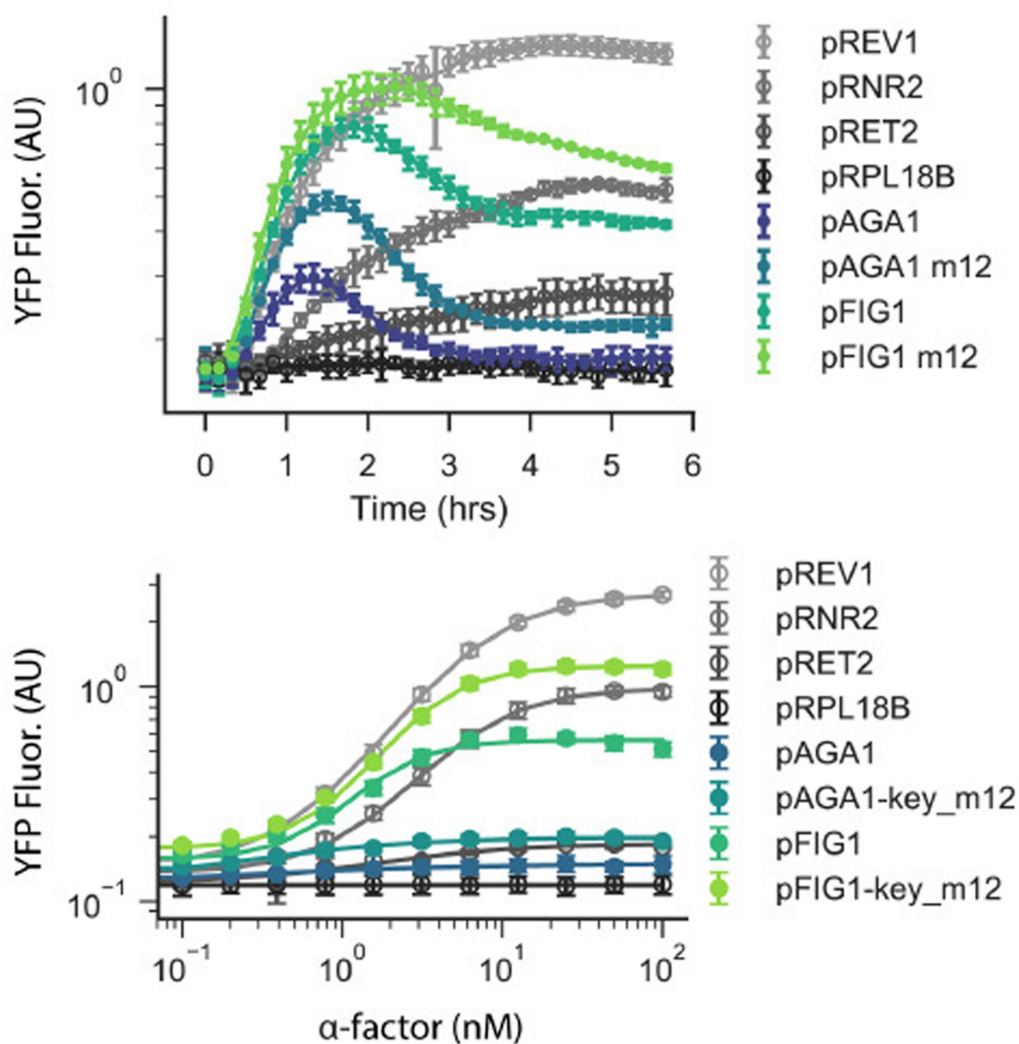 YFP Fluor. (AU)
10^0
0 1 2 3 4 5 6
Time (hrs)
pREV1
pRNR2
pRET2
pRPL18B
pAGA1
pAGA1 m12
pFIG1
pFIG1 m12
YFP Fluor. (AU)
10^0
10^-1
10^-1 10^0 10^1 10^2
α-factor (nM)
pREV1
pRNR2
pRET2
pRPL18B
pAGA1
pAGA1-key_m12
pFIG1
pFIG1-key_m12